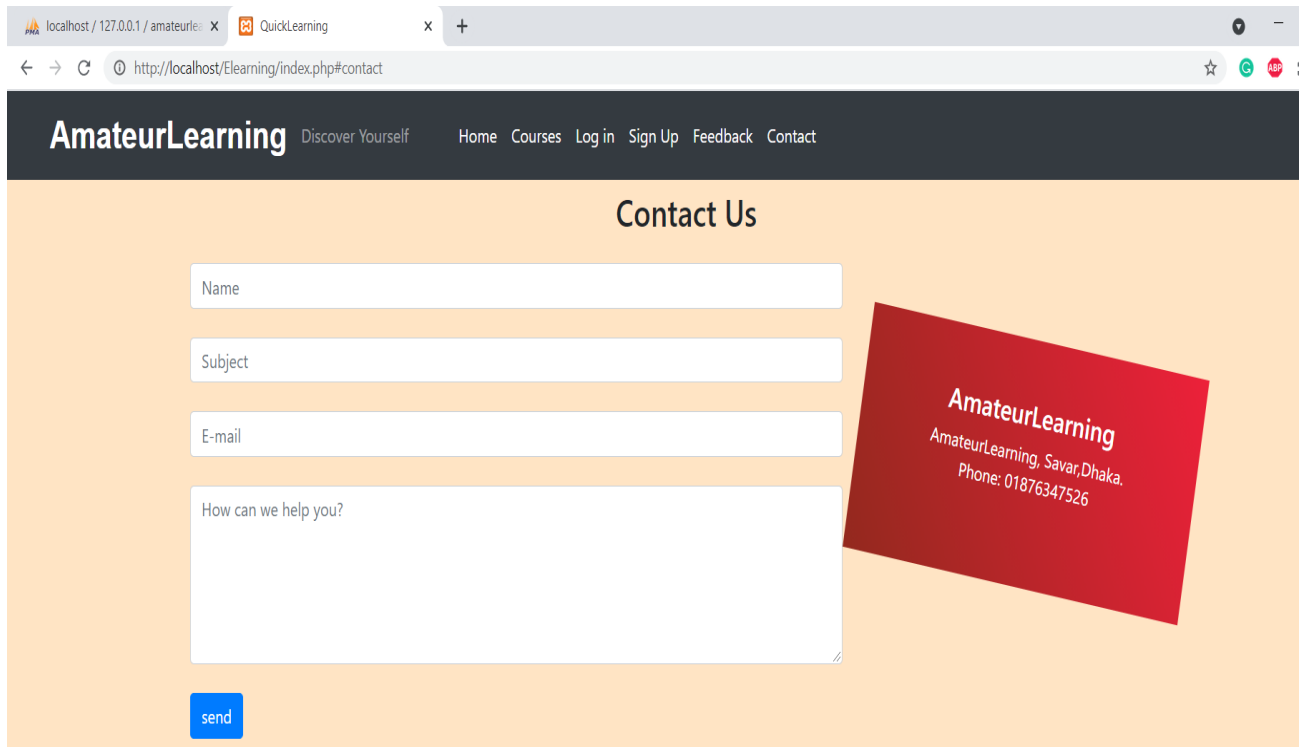 localhost / 127.0.0.1 / amateurlea
QuickLearning
http://localhost/Elearning/index.php#contact
ABP
AmateurLearning Discover Yourself Home Courses Log in Sign Up Feedback Contact
Contact Us
Name
Subject
E-mail
How can we help you?
send
AmateurLearning
AmateurLearning, Savar,Dhaka.
Phone: 01876347526